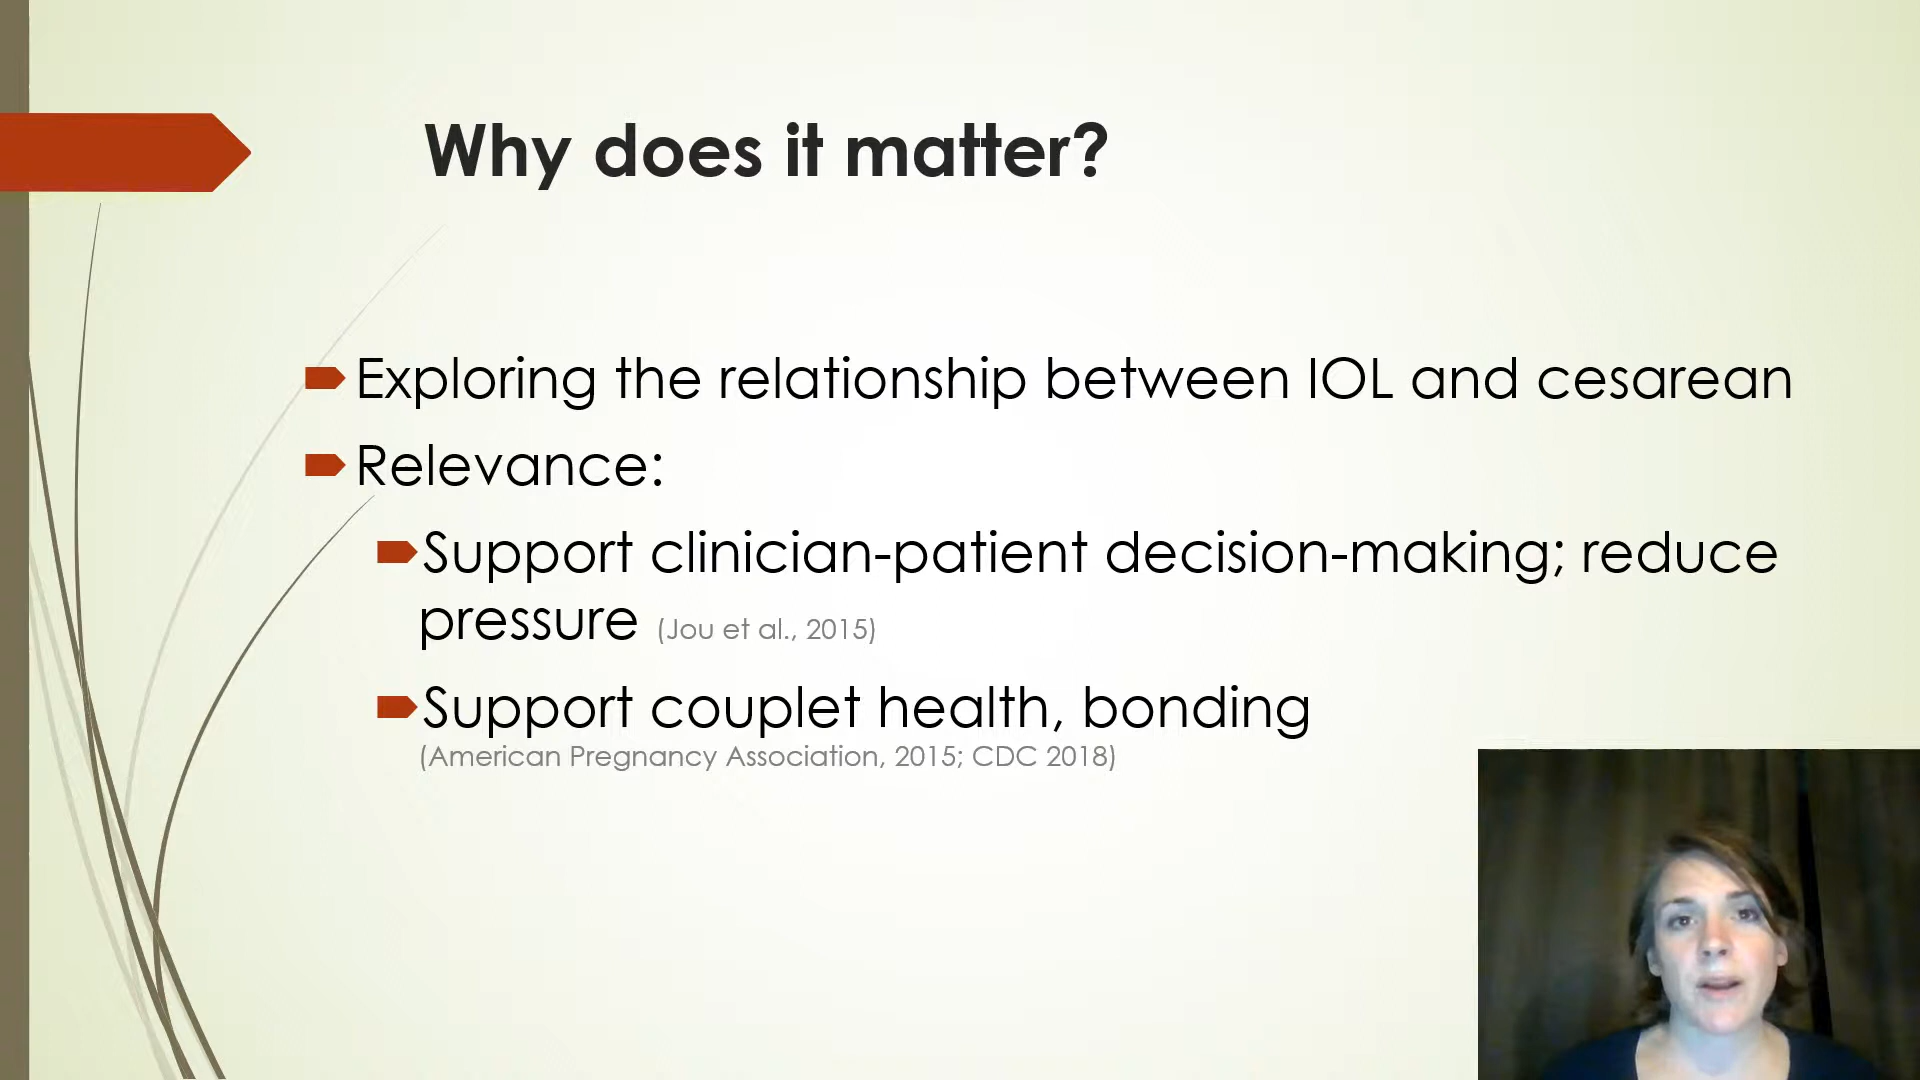 Why does it matter?
Exploring the relationship between IOL and cesarean
Relevance:
Support clinician-patient decision-making; reduce
pressure (Jou et al., 2015)
Support couplet health, bonding
(American Pregnancy Association, 2015; CDC 2018)